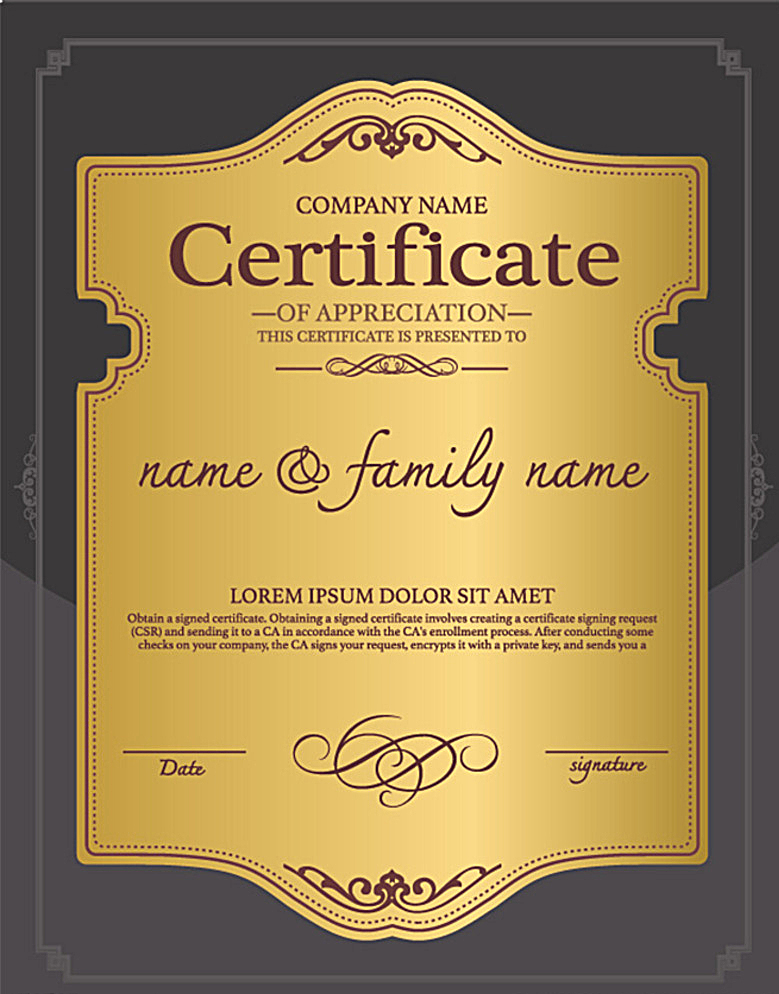 COMPANY NAME
Certificate
—OF APPRECIATION—
THIS CERTIFICATE IS PRESENTED TO
name & family name
LOREM IPSUM DOLOR SIT AMET
Obtain a signed certificate. Obtaining a signed certificate involves creating a certificate signing request
(CSR) and sending it to a CA in accordance with the CA's enrollment process. After conducting some
checks on your company, the CA signs your request, encrypts it with a private key, and sends you a
Date
signature